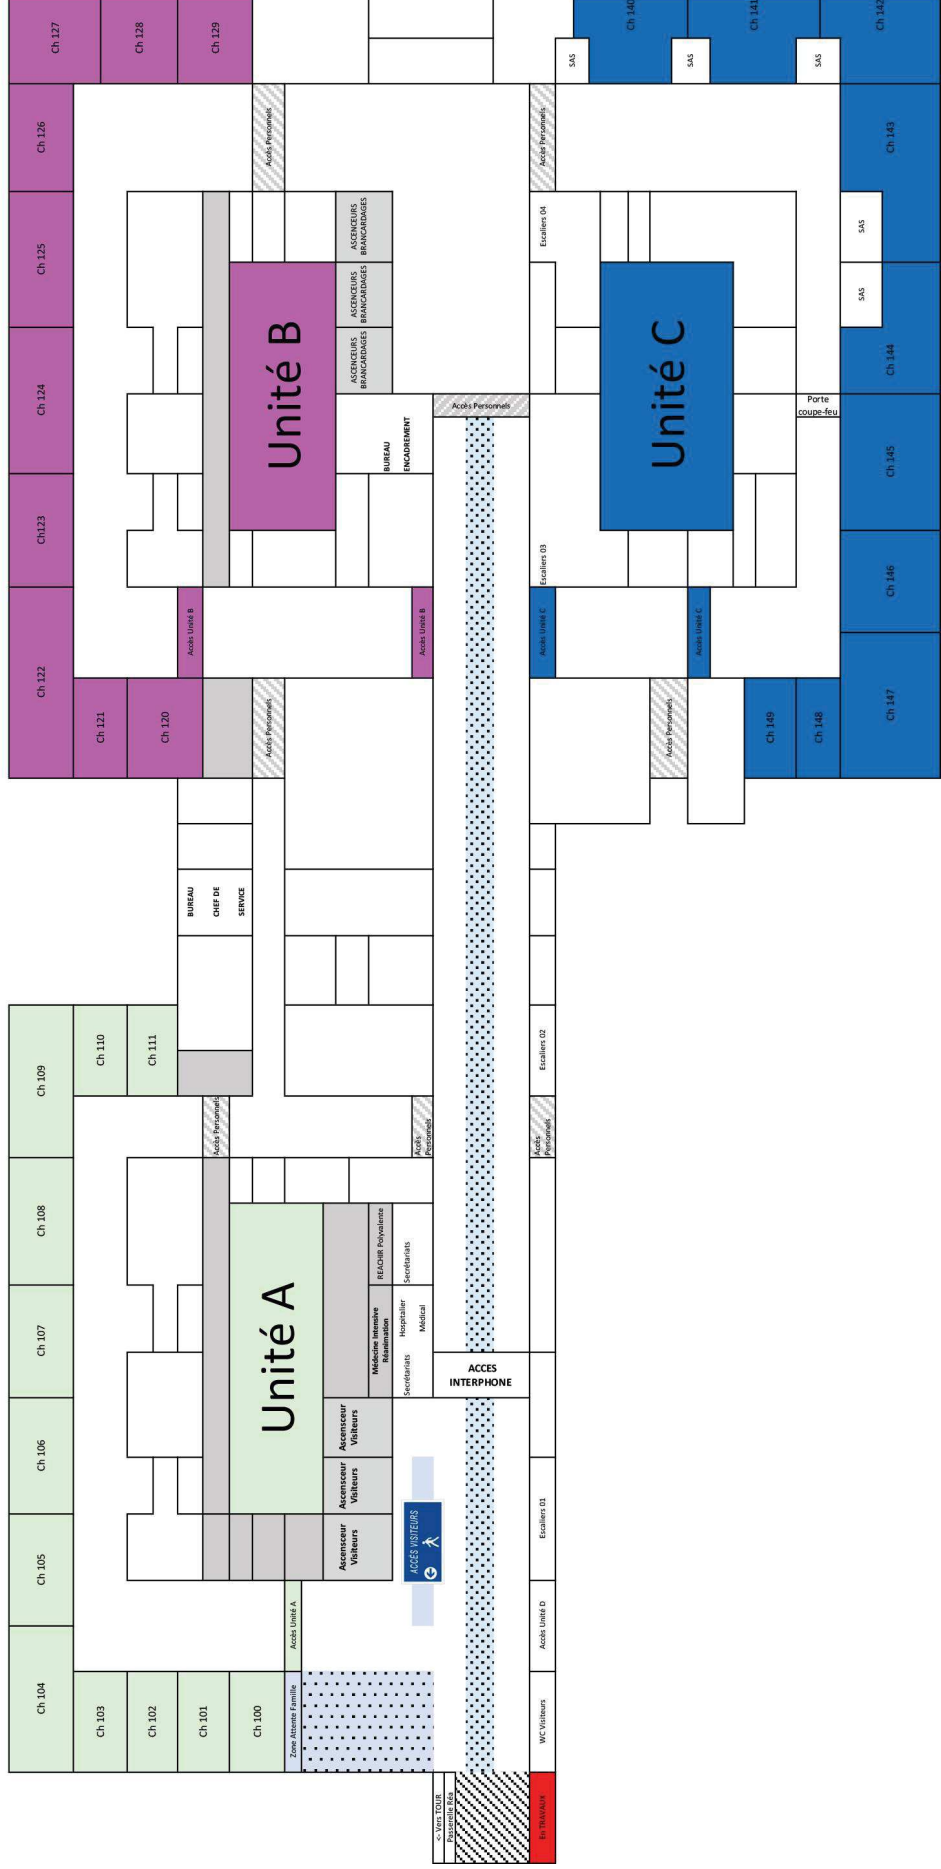 Ch 127
Ch 128
Ch 129
Ch 140
Ch 141
Ch 142
SAS
SAS
SAS
Ch 126
Accès Personnels
Accès Personnels
Ch 143
Ch 125
ASCENCEURS
BRANCARDAGES
Escaliers 04
SAS
Unité B
ASCENCEURS
BRANCARDAGES
Unité C
SAS
Ch 124
ASCENCEURS
BRANCARDAGES
Ch 144
Accès Personnels
Porte
coupe-feu
BUREAU
ENCADREMENT
Ch 145
Ch123
Escaliers 03
Ch 146
Ch 122
Accès Unité B
Accès Unité B
Accès Unité C
Accès Unité C
Ch 147
Ch 121
Ch 120
Accès Personnels
Accès Personnels
Ch 149
Ch 148
BUREAU
CHEF DE
SERVICE
Ch 109
Ch 110
Ch 111
Escaliers 02
Accès Personnels
Accès
Personnels
Accès
Personnels
Ch 108
Unité A
REACHIR Polyvalente
Secrétariats
Ch 107
Médecine Intensive
Réanimation
Hospitalier
Médical
Secrétariats
ACCES
INTERPHONE
Ch 106
Ascensceur
Visiteurs
Ascensceur
Visiteurs
Escaliers 01
Ch 105
Ascensceur
Visiteurs
ACCÈS VISITEURS
Accès Unité A
Accès Unité D
Ch 104
Ch 103
Ch 102
Ch 101
Ch 100
Zone Attente Famille
WC Visiteurs
<- Vers TOUR
Passerelle Réa
En TRAVAUX